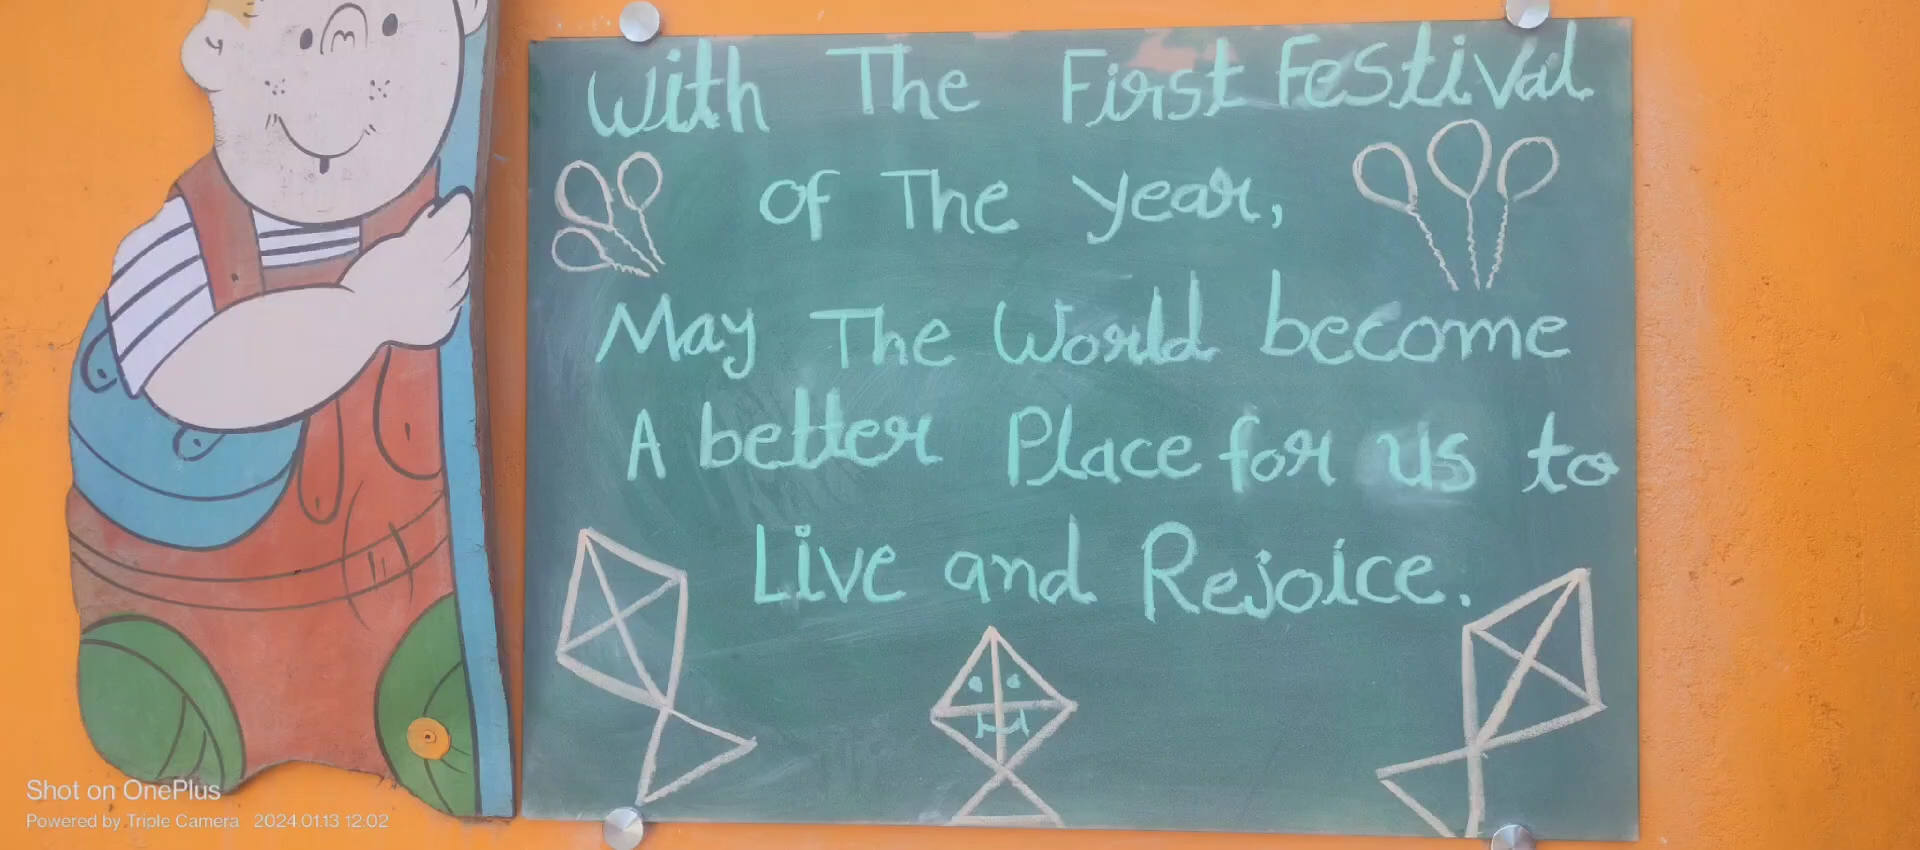 With The First Festival
of The year,
May The World become
A better Place for us to
Live and Rejoice.
Shot on OnePlus
Powered by Triple Camera 2024.01.13 12:02